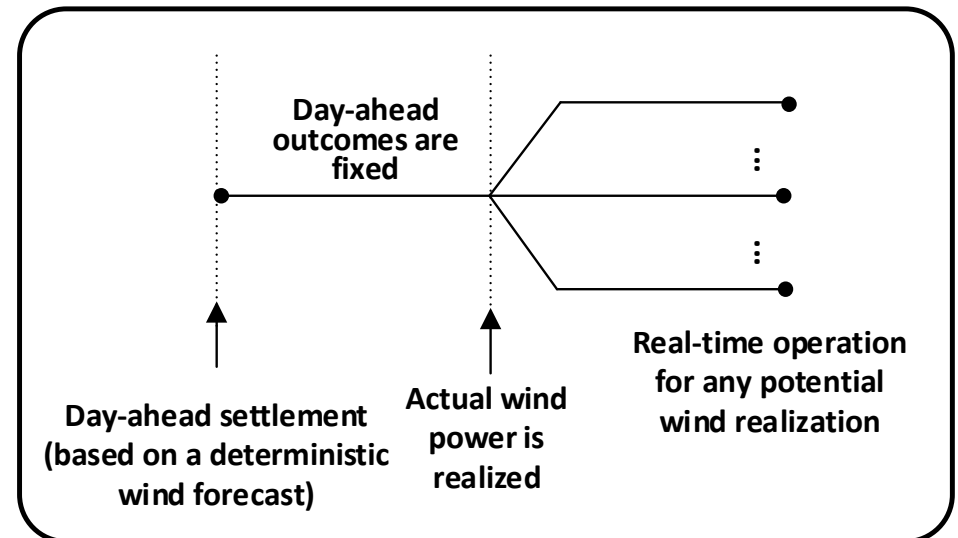 Day-ahead
outcomes are
fixed
Real-time operation
for any potential
wind realization
Day-ahead settlement
(based on a deterministic
wind forecast)
Actual wind
power is
realized